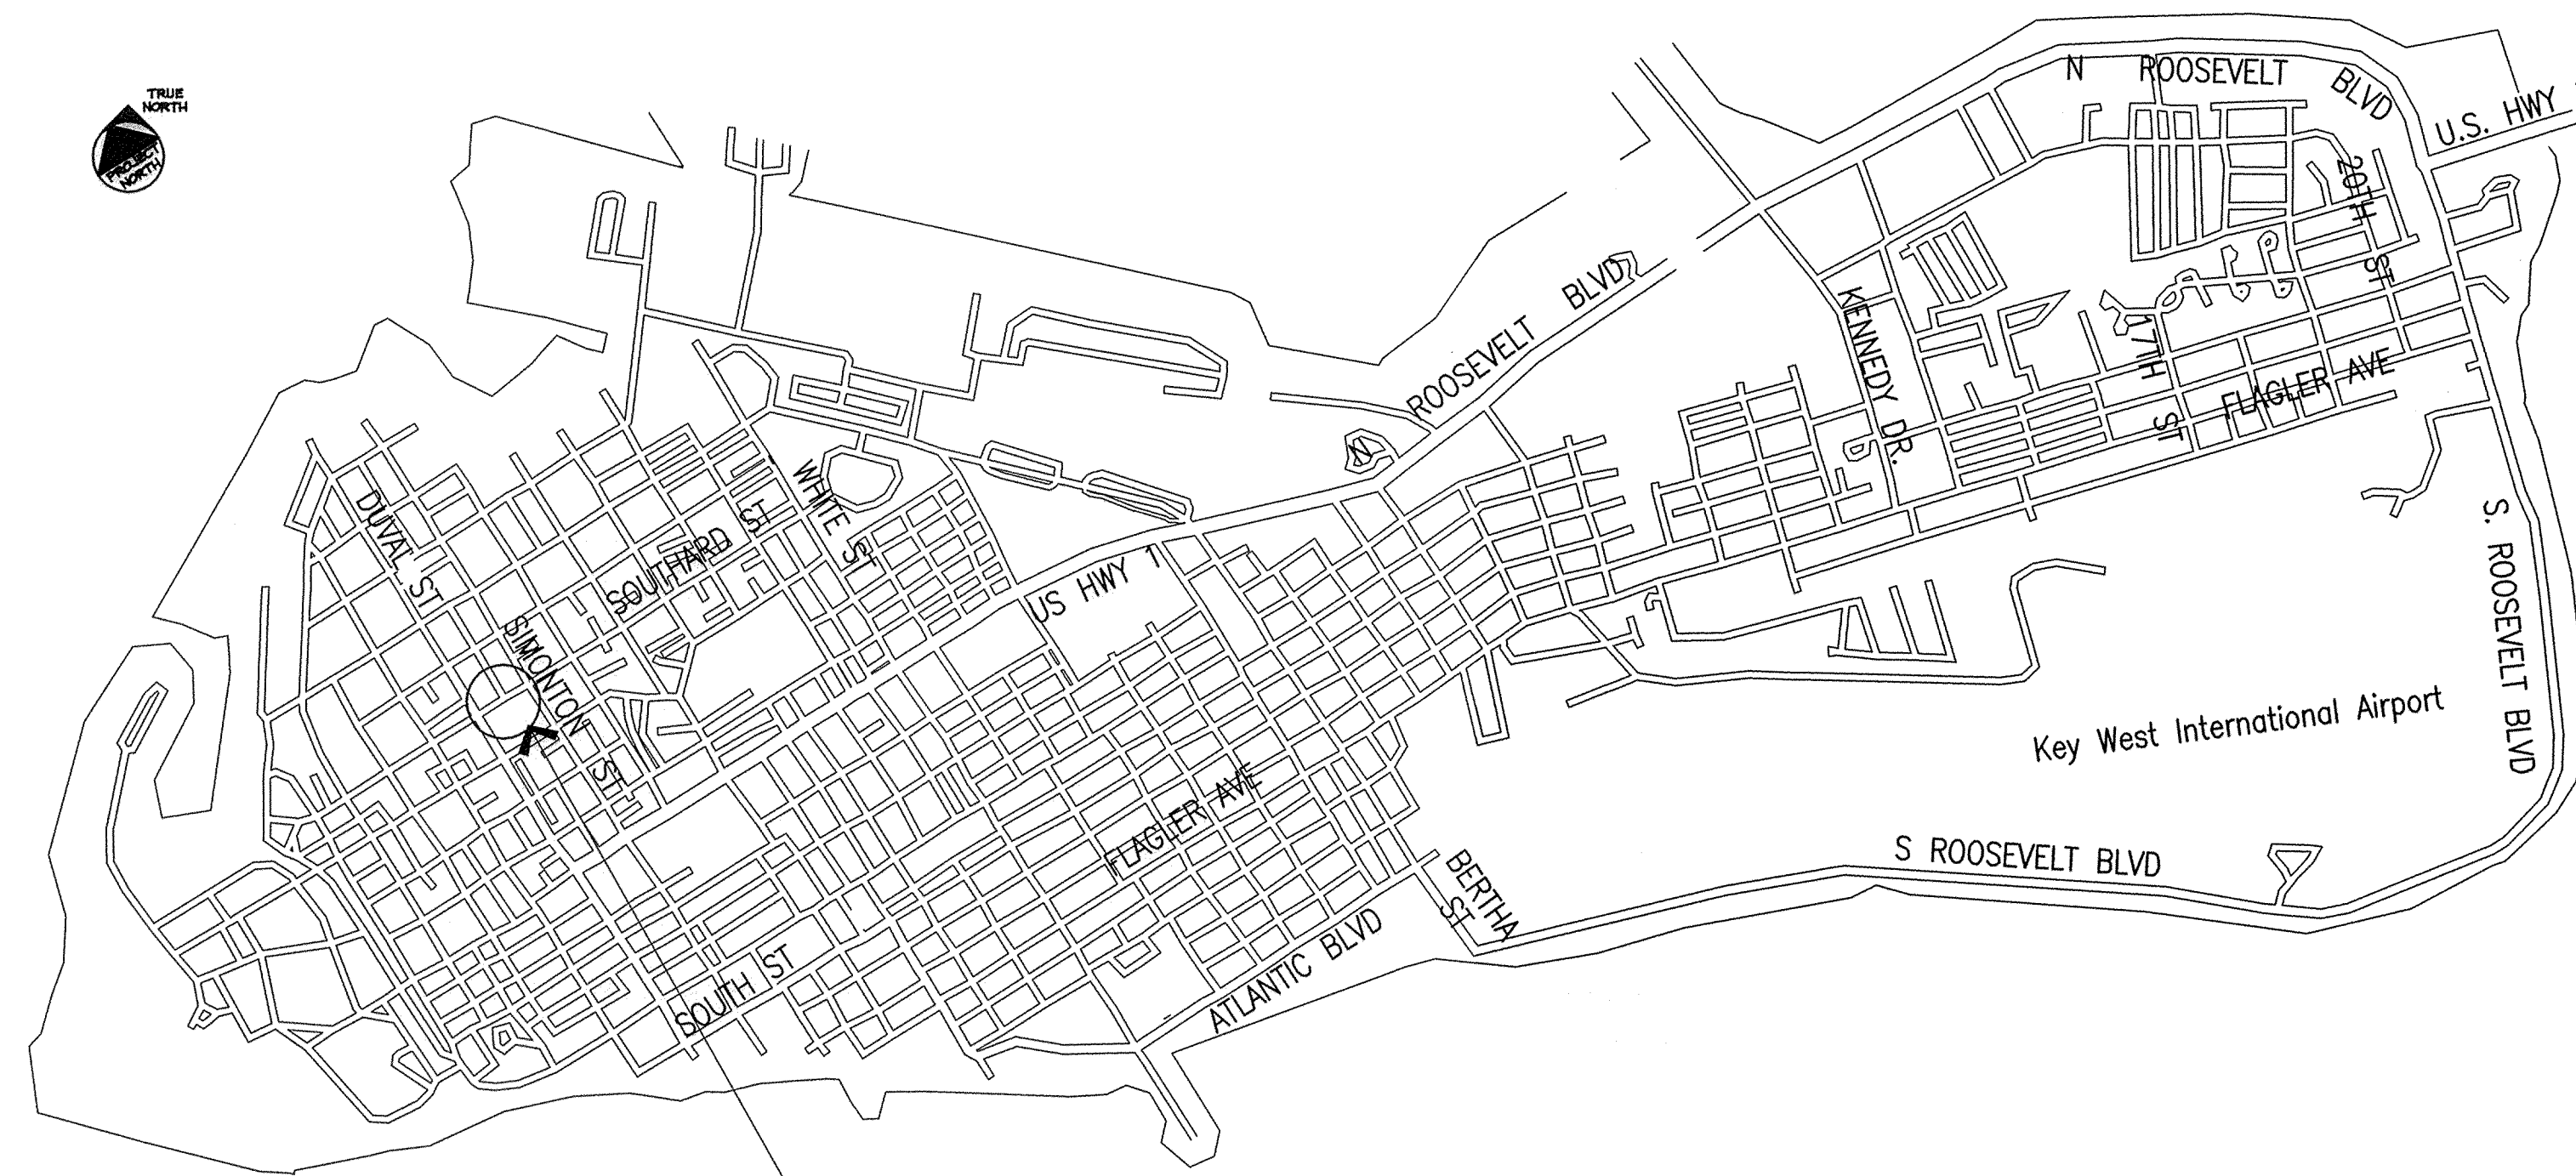 TRUE
NORTH
PROJECT
NORTH
N ROOSEVELT BLVD
U.S. HWY
20TH ST
ROOSEVELT BLVD
N
KENNEDY DR.
17TH ST
FLAGLER AVE
DUVAL ST
WHITE ST
SOUTHARD ST
US HWY 1
SIMONTON ST
S. ROOSEVELT BLVD
Key West International Airport
FLAGLER AVE
S ROOSEVELT BLVD
BERTHA ST
ATLANTIC BLVD
SOUTH ST